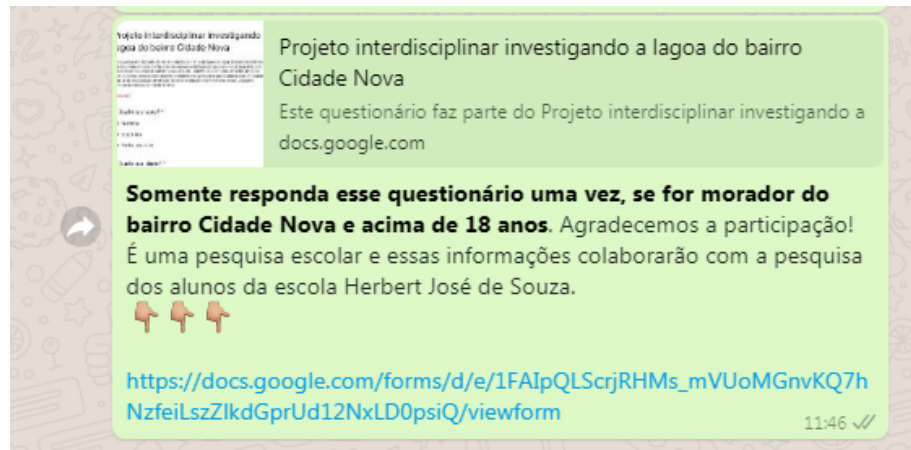 Projeto interdisciplinar investigando a lagoa do bairro Cidade Nova
Projeto interdisciplinar investigando a lagoa do bairro
Cidade Nova
Este questionário faz parte do Projeto interdisciplinar investigando a
docs.google.com
Somente responda esse questionário uma vez, se for morador do
bairro Cidade Nova e acima de 18 anos. Agradecemos a participação!
É uma pesquisa escolar e essas informações colaborarão com a pesquisa
dos alunos da escola Herbert José de Souza.
https://docs.google.com/forms/d/e/1FAIpQLScrjRHMs_mVUoMGnvKQ7h
NzfeiLszZlkdGprUd12NxLD0psiQ/viewform
11:46